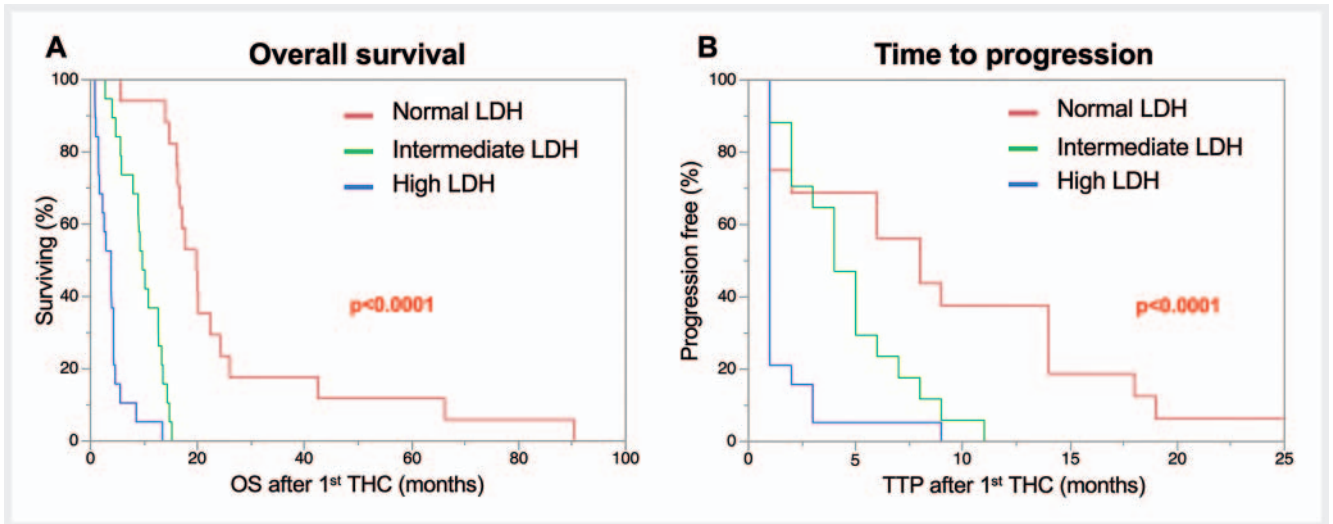 A
Overall survival
100
80
60
40
20
0
Surviving (%)
Normal LDH
Intermediate LDH
High LDH
p<0.0001
0 20 40 60 80 100
OS after 1st THC (months)
B
Time to progression
100
80
60
40
20
0
Progression free (%)
Normal LDH
Intermediate LDH
High LDH
p<0.0001
0 5 10 15 20 25
TTP after 1st THC (months)